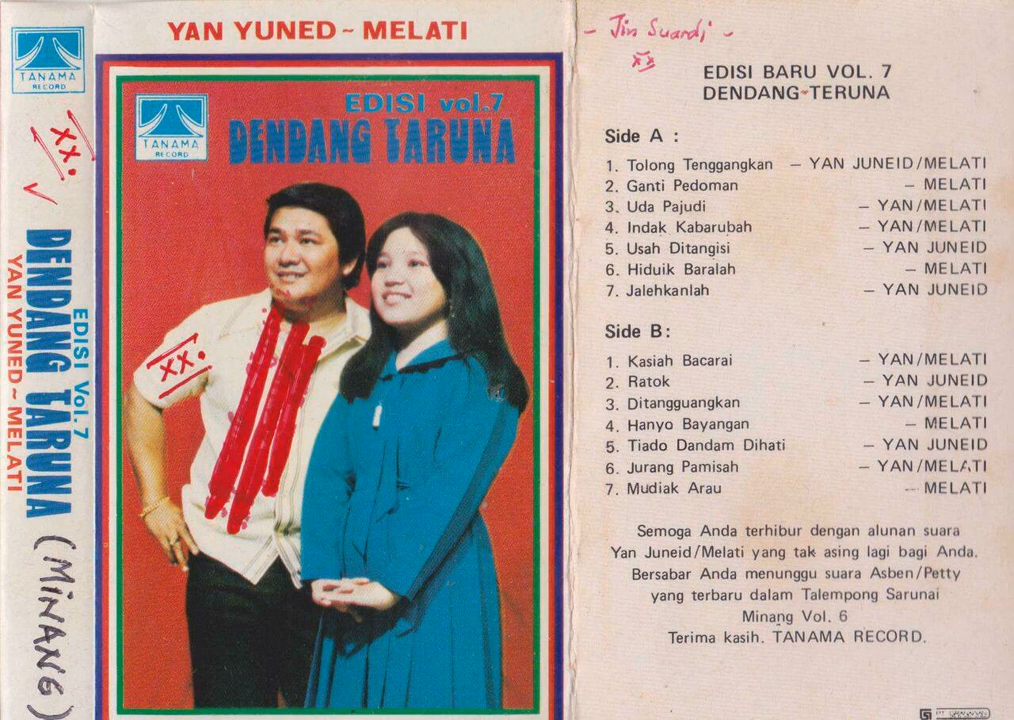 TANAMA
RECORD
xx.
EDISI Vol.7
DENDANG TARUNA (MINANG)
YAN YUNED~MELATI
YAN YUNED~MELATI
TANAMA
RECORD
EDISI vol.7
DENDANG TARUNA
xx.
- Jin Suardi -
xx
EDISI BARU VOL. 7
DENDANG-TERUNA
Side A :
1. Tolong Tenggangkan – YAN JUNEID/MELATI
2. Ganti Pedoman – MELATI
3. Uda Pajudi – YAN/MELATI
4. Indak Kabarubah – YAN/MELATI
5. Usah Ditangisi – YAN JUNEID
6. Hiduik Baralah – MELATI
7. Jalehkanlah – YAN JUNEID
Side B :
1. Kasiah Bacarai – YAN/MELATI
2. Ratok – YAN JUNEID
3. Ditangguangkan – YAN/MELATI
4. Hanyo Bayangan – MELATI
5. Tiado Dandam Dihati – YAN JUNEID
6. Jurang Pamisah – YAN/MELATI
7. Mudiak Arau – MELATI
Semoga Anda terhibur dengan alunan suara
Yan Juneid/Melati yang tak asing lagi bagi Anda.
Bersabar Anda menunggu suara Asben/Petty
yang terbaru dalam Talempong Sarunai
Minang Vol. 6
Terima kasih. TANAMA RECORD.